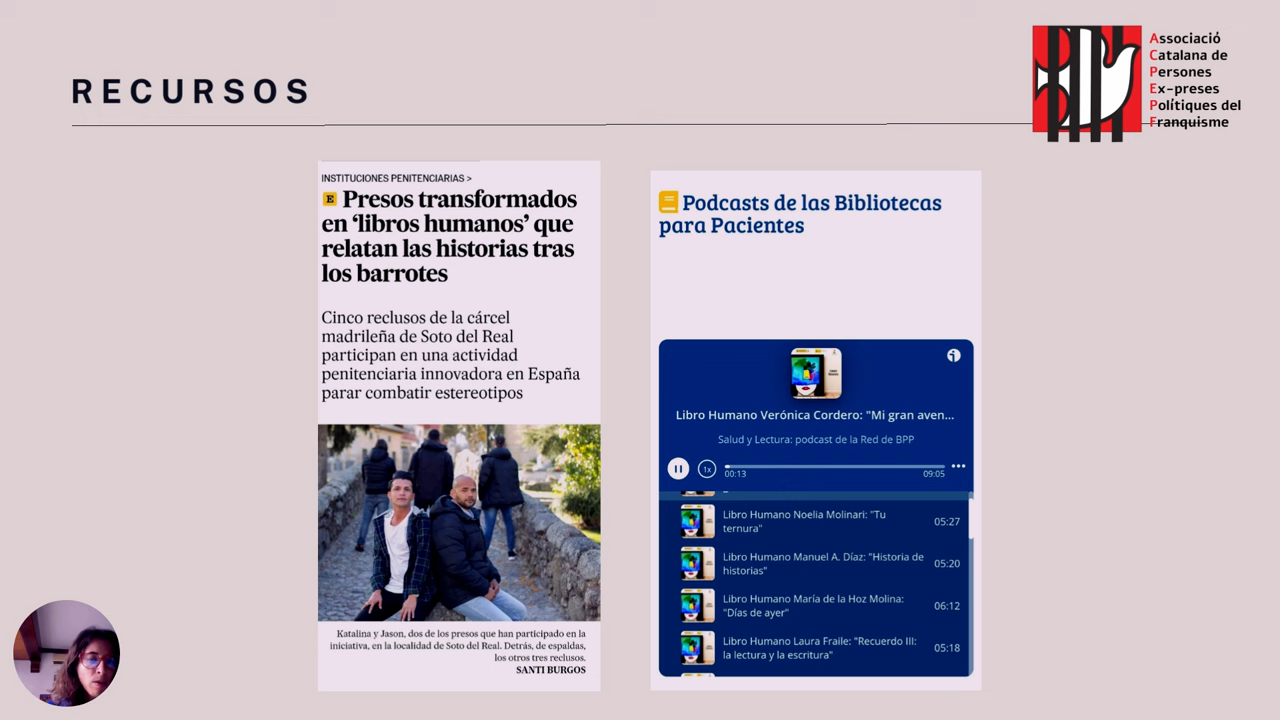 RECURSOS
Associació
Catalana de
Persones
Ex-preses
Polítiques del
Franquisme
INSTITUCIONES PENITENCIARIAS >
E Presos transformados
en ‘libros humanos’ que
relatan las historias tras
los barrotes
Cinco reclusos de la cárcel
madrileña de Soto del Real
participan en una actividad
penitenciaria innovadora en España
parar combatir estereotipos
Katalina y Jason, dos de los presos que han participado en la
iniciativa, en la localidad de Soto del Real. Detrás, de espaldas,
los otros tres reclusos.
SANTI BURGOS
Podcasts de las Bibliotecas
para Pacientes
Libro Humano Verónica Cordero: "Mi gran aven...
Salud y Lectura: podcast de la Red de BPP
1x
00:13
09:05
Libro Humano Noelia Molinari: "Tu
ternura"
05:27
Libro Humano Manuel A. Díaz: "Historia de
historias"
05:20
Libro Humano María de la Hoz Molina:
"Días de ayer"
06:12
Libro Humano Laura Fraile: "Recuerdo III:
la lectura y la escritura"
05:18